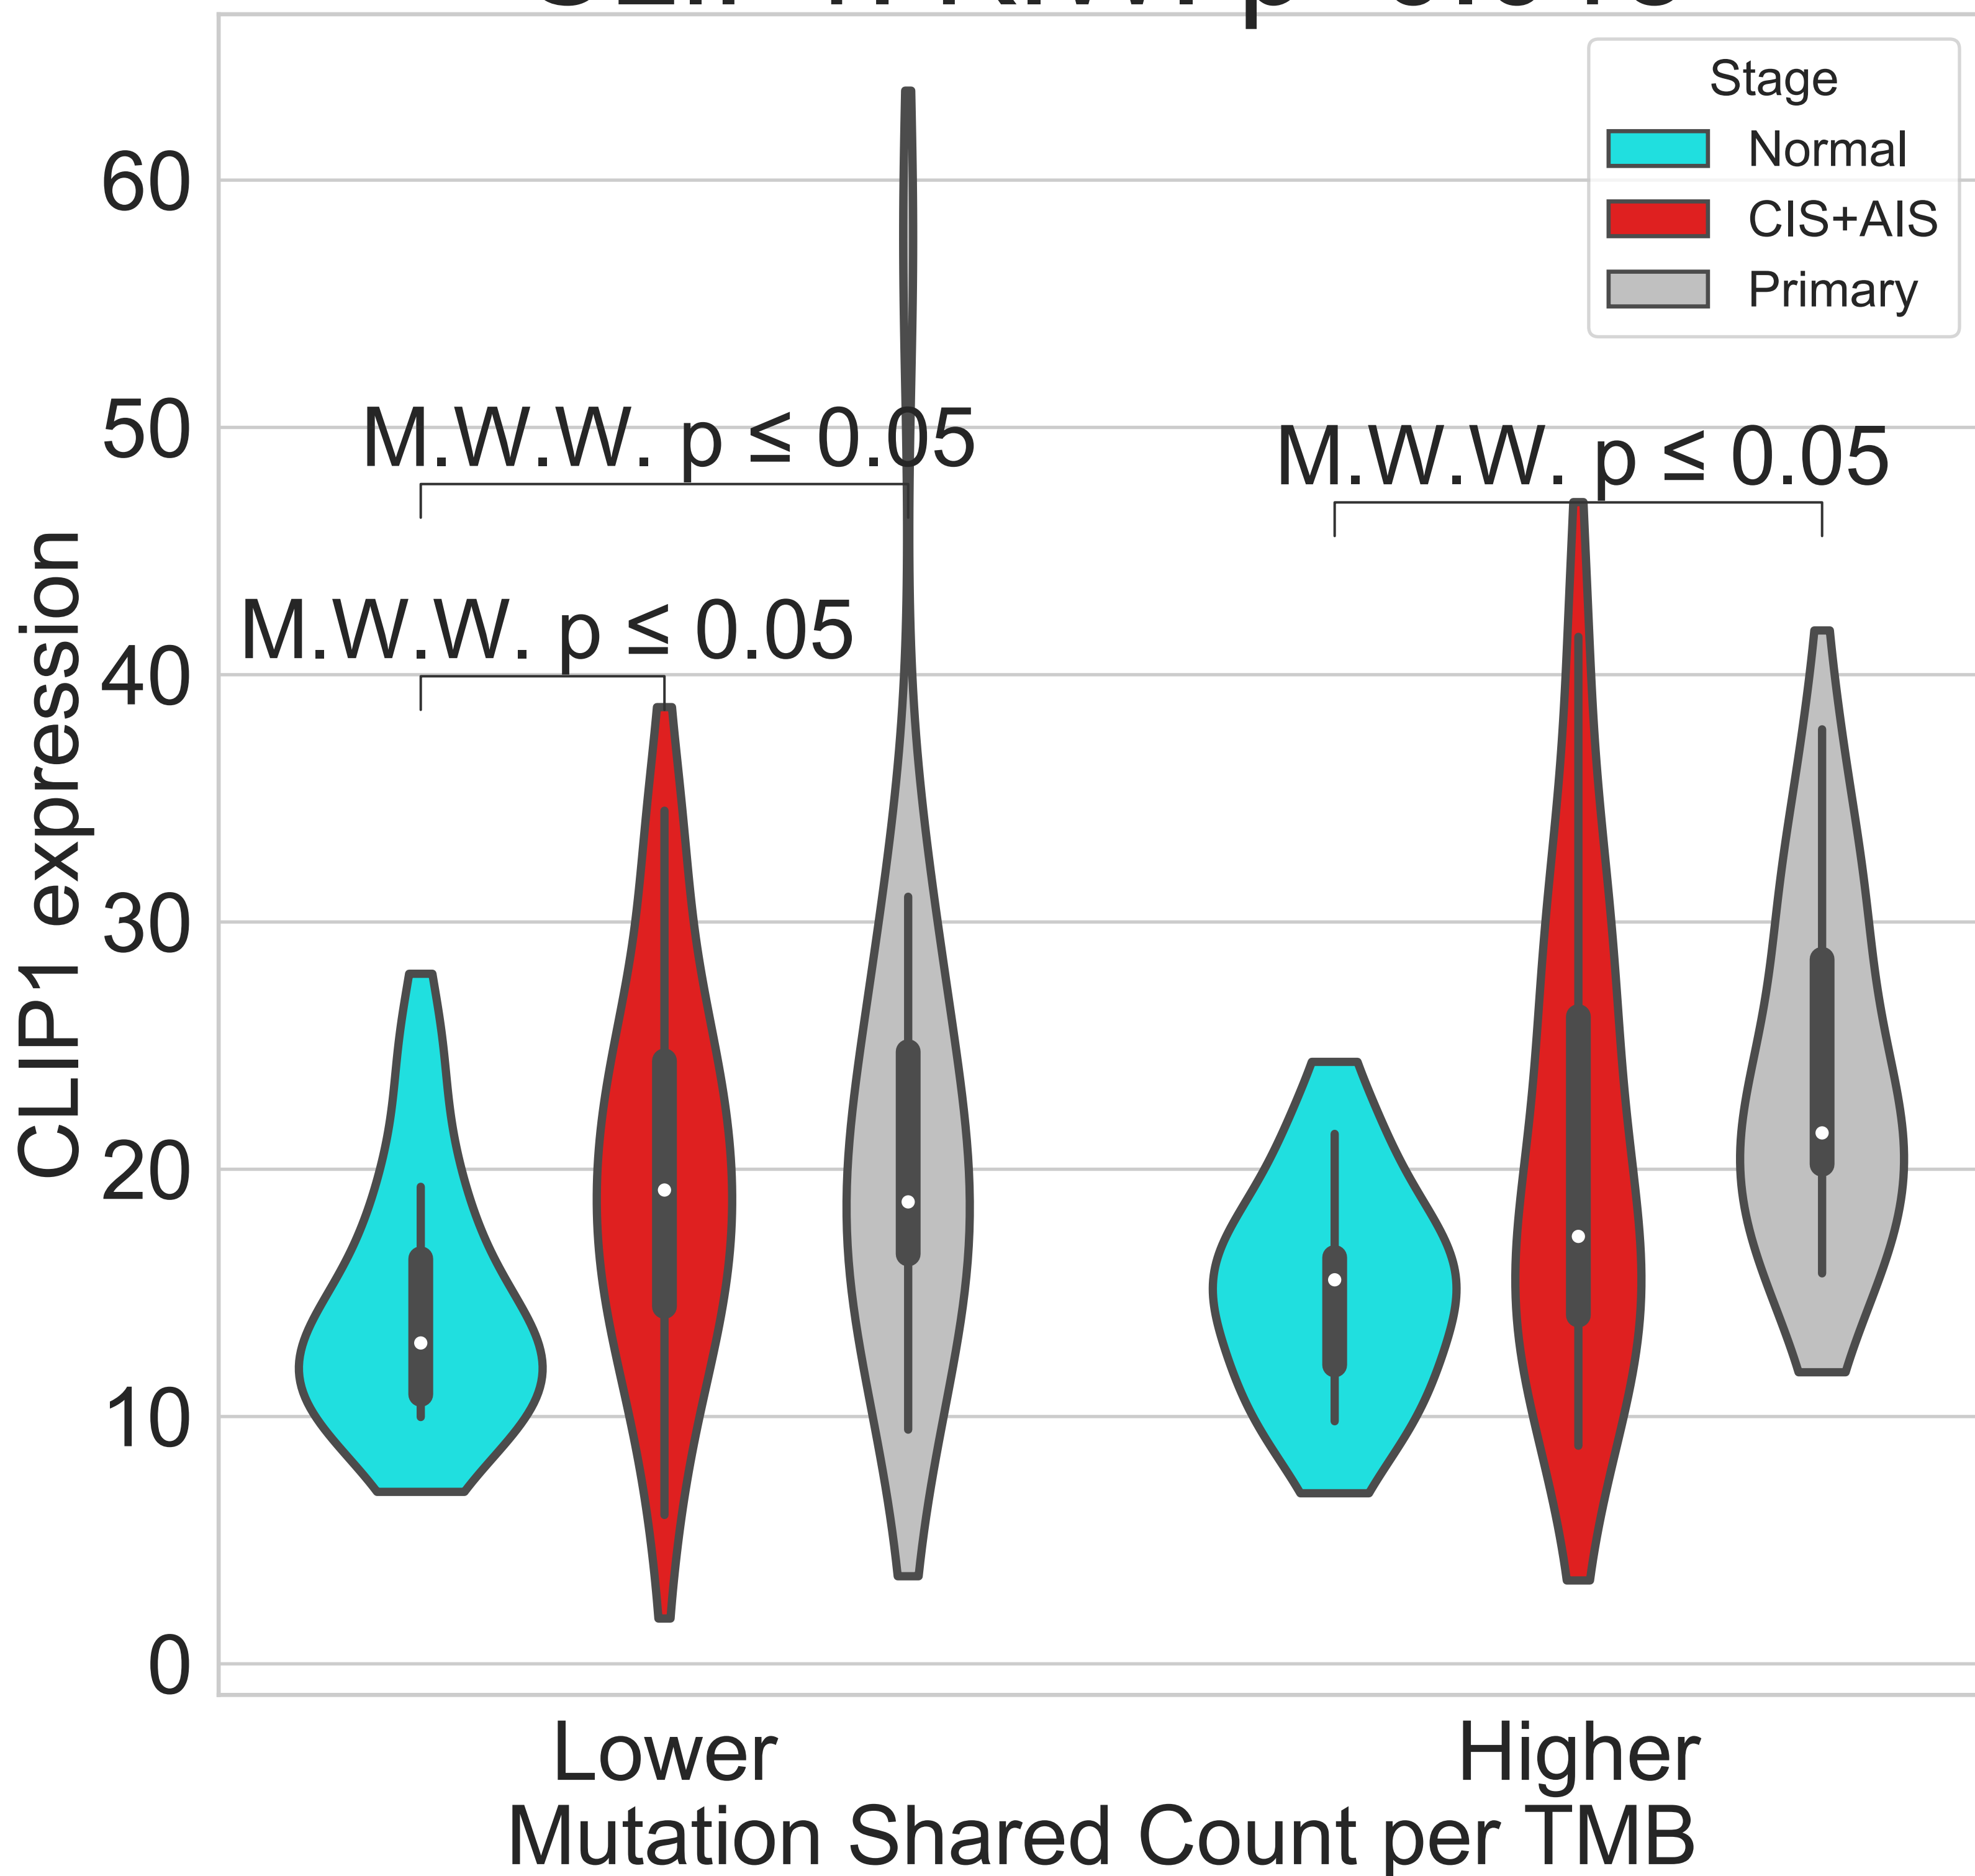 Stage
Normal
CIS+AIS
Primary
60
50
40
30
20
10
0
CLIP1 expression
M.W.W. p ≤ 0.05
M.W.W. p ≤ 0.05
M.W.W. p ≤ 0.05
Lower
Higher
Mutation Shared Count per TMB